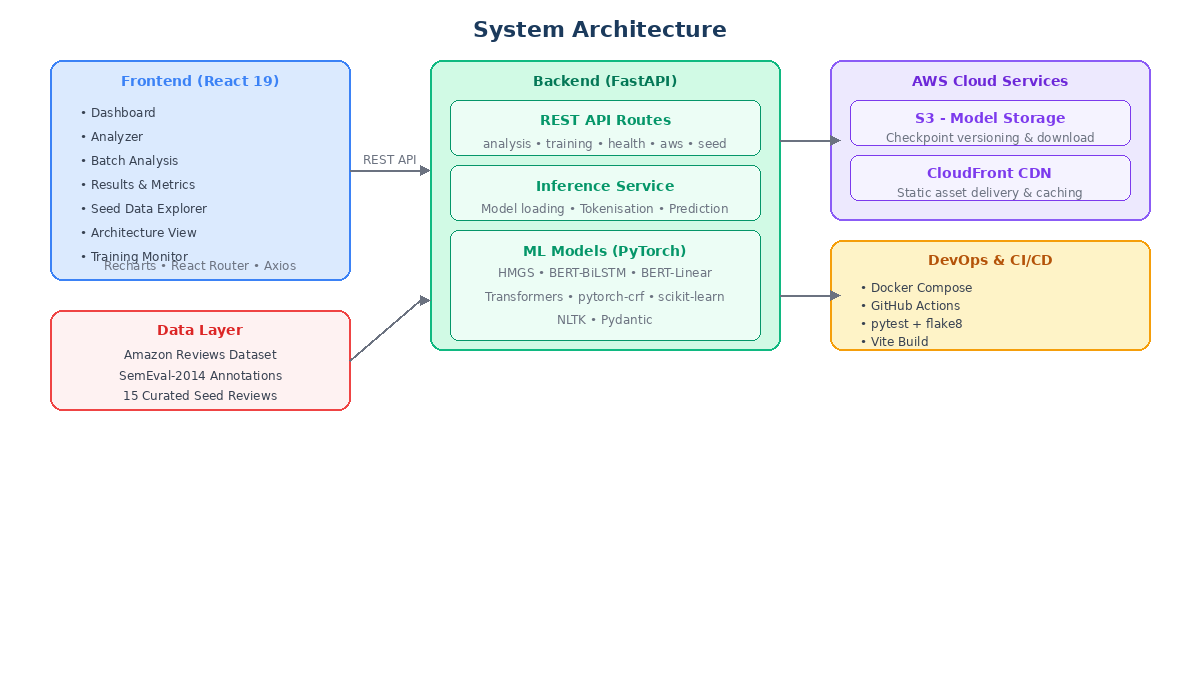 System Architecture
Frontend (React 19)
• Dashboard
• Analyzer
• Batch Analysis
• Results & Metrics
• Seed Data Explorer
• Architecture View
• Training Monitor
Recharts • React Router • Axios
REST API
Data Layer
Amazon Reviews Dataset
SemEval-2014 Annotations
15 Curated Seed Reviews
Backend (FastAPI)
REST API Routes
analysis • training • health • aws • seed
Inference Service
Model loading • Tokenisation • Prediction
ML Models (PyTorch)
HMGS • BERT-BiLSTM • BERT-Linear
Transformers • pytorch-crf • scikit-learn
NLTK • Pydantic
AWS Cloud Services
S3 - Model Storage
Checkpoint versioning & download
CloudFront CDN
Static asset delivery & caching
DevOps & CI/CD
• Docker Compose
• GitHub Actions
• pytest + flake8
• Vite Build